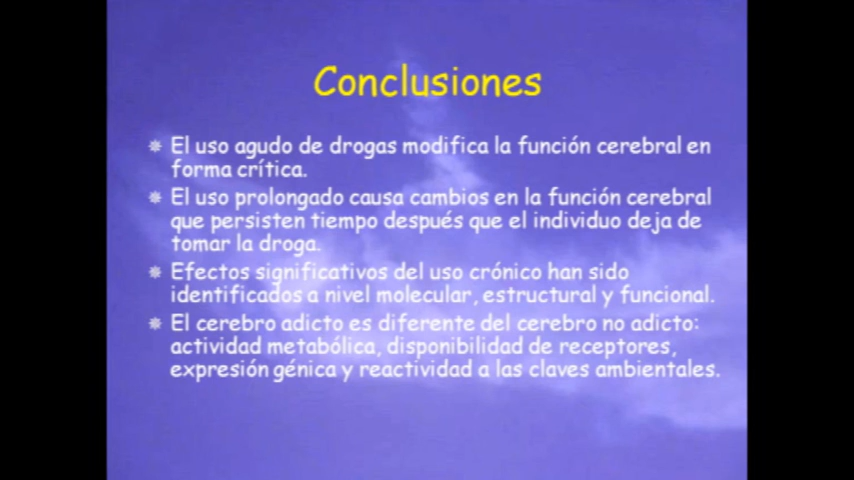 Conclusiones
El uso agudo de drogas modifica la función cerebral en
forma crítica.
El uso prolongado causa cambios en la función cerebral
que persisten tiempo después que el individuo deja de
tomar la droga.
Efectos significativos del uso crónico han sido
identificados a nivel molecular, estructural y funcional.
El cerebro adicto es diferente del cerebro no adicto:
actividad metabólica, disponibilidad de receptores,
expresión génica y reactividad a las claves ambientales.